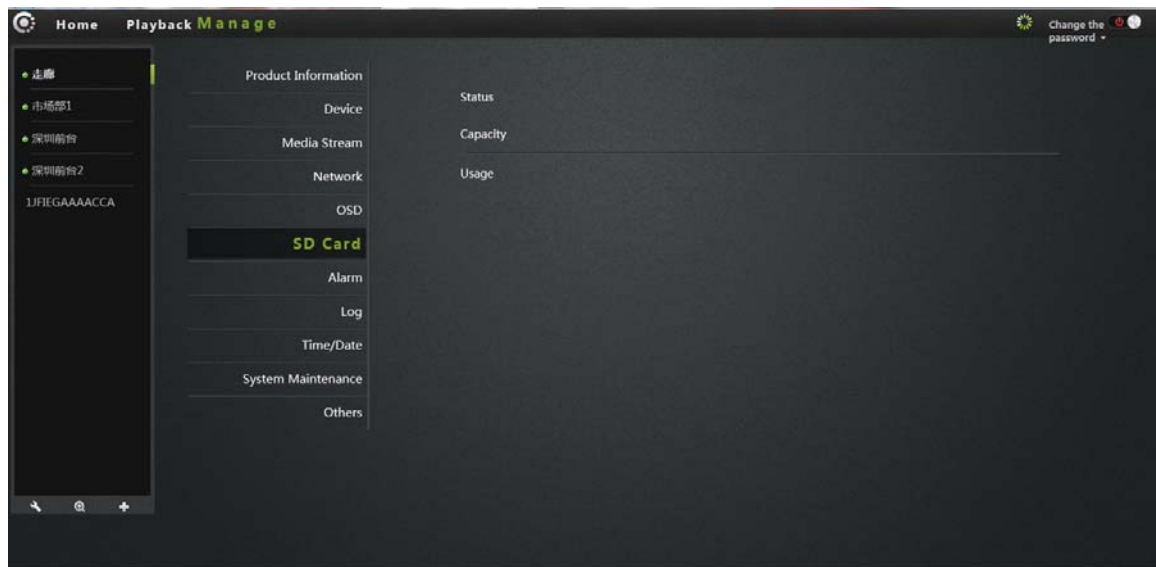 Home Playback Manage
Change the
password
走廊
市场部1
深圳前台
深圳前台2
1JFIEGAAAACCA
Product Information
Device
Media Stream
Network
OSD
SD Card
Alarm
Log
Time/Date
System Maintenance
Others
Status
Capacity
Usage